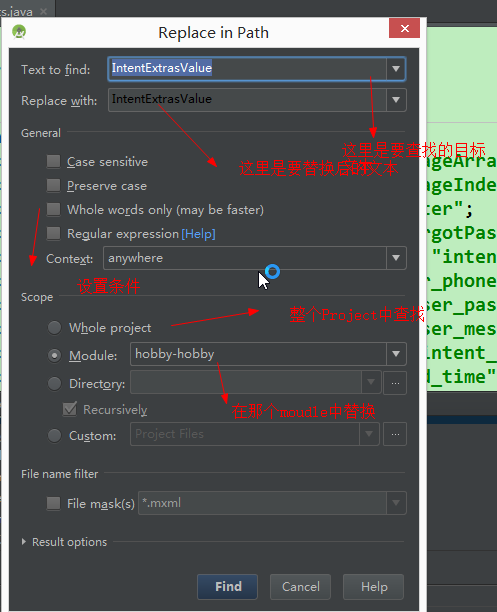 ts.java
Replace in Path
Text to find: IntentExtrasValue
Replace with: IntentExtrasValue
这里是要查找的目标
这里是要替换后的文本
General
Case sensitive
Preserve case
Whole words only (may be faster)
Regular expression [Help]
Context: anywhere
设置条件
Scope
Whole project
整个Project中查找
Module: hobby-hobby
Directory:
Recursively
在那个moudle中替换
Custom: Project Files
File name filter
File mask(s) *.mxml
Result options
Find Cancel Help
ageArra
ageInde
ter";
rgotPas
"inten
r_phone
ser_pas
ser_mes
intent_
d_time"